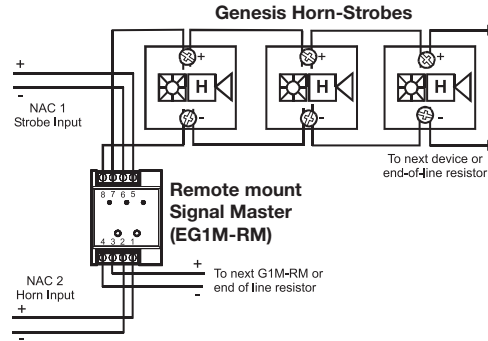 Genesis Horn-Strobes
+ + +
+
-
H H H
NAC 1
Strobe Input
- - -
To next device or
end-of-line resistor
8 7 6 5
Remote mount
Signal Master
(EG1M-RM)
4 3 2 1
NAC 2
Horn Input
+
-
To next G1M-RM or
end of line resistor
+
-